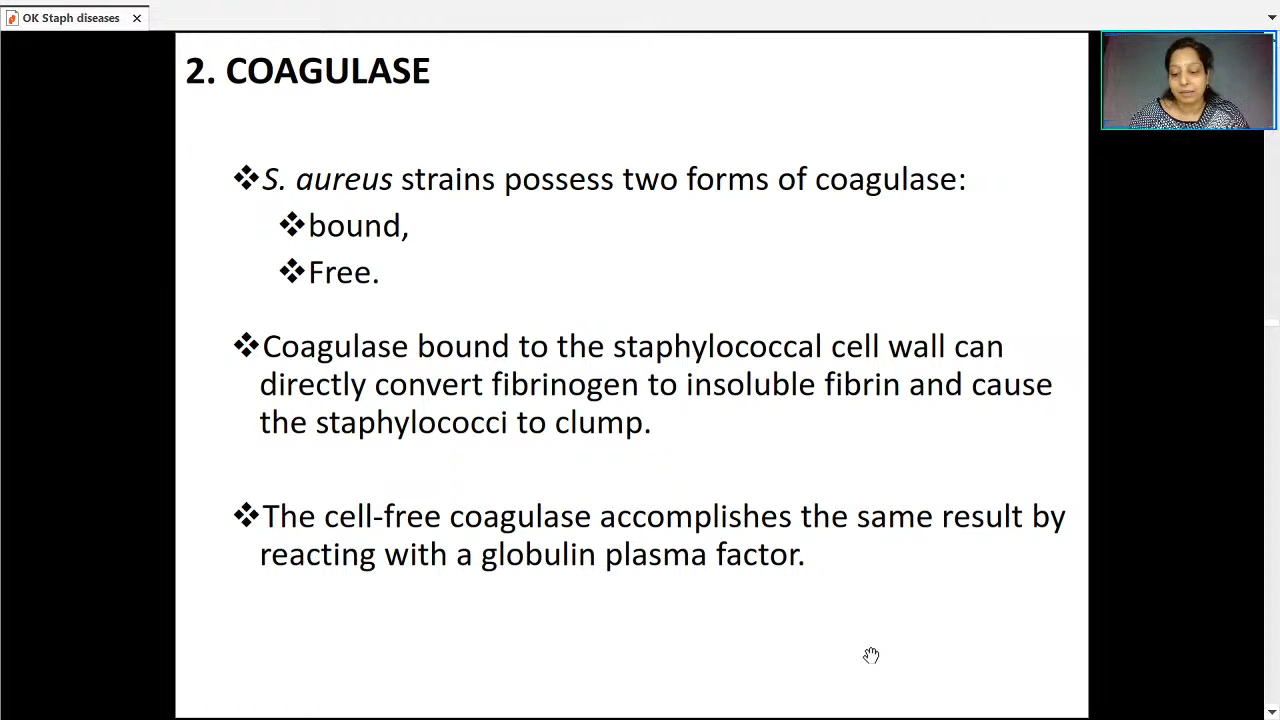 OK Staph diseases
2. COAGULASE
❖S. aureus strains possess two forms of coagulase:
❖bound,
❖Free.
❖Coagulase bound to the staphylococcal cell wall can
directly convert fibrinogen to insoluble fibrin and cause
the staphylococci to clump.
❖The cell-free coagulase accomplishes the same result by
reacting with a globulin plasma factor.